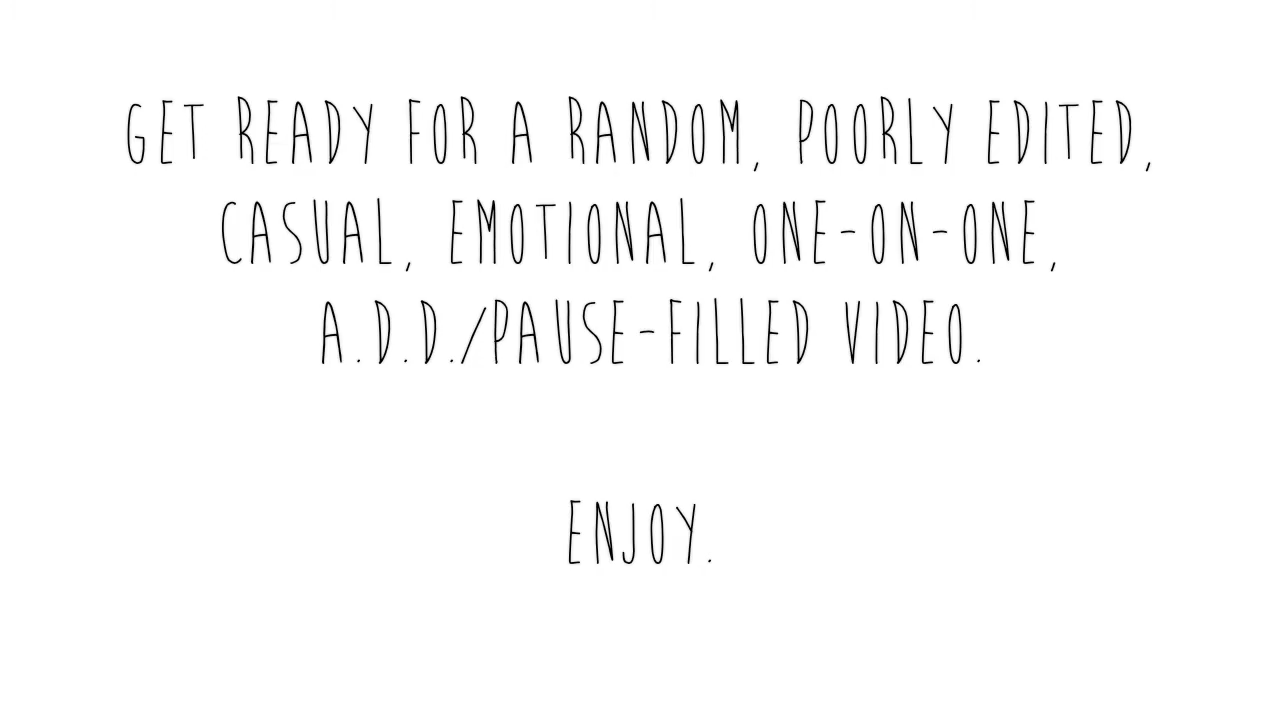 GET READY FOR A RANDOM, POORLY EDITED,
CASUAL, EMOTIONAL, ONE-ON-ONE,
A.D.D./PAUSE-FILLED VIDEO.
ENJOY.